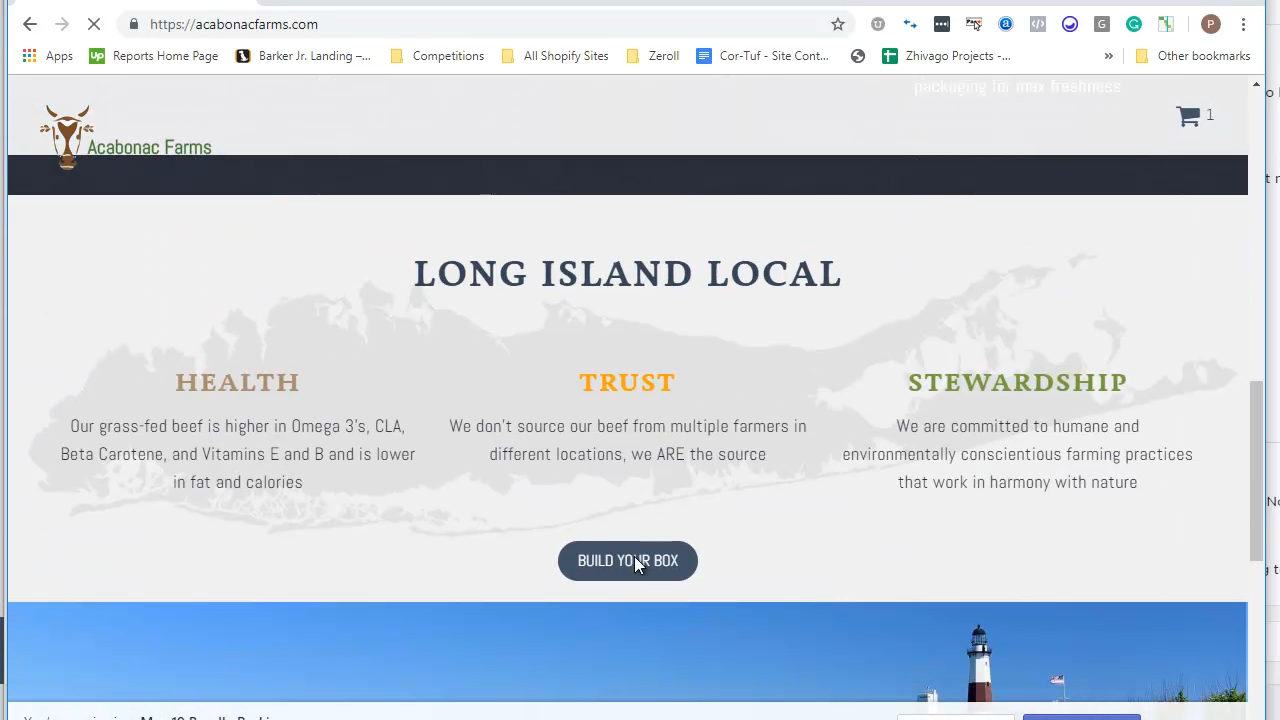 https://acabonacfarms.com
P
Apps Reports Home Page Barker Jr. Landing –... Competitions All Shopify Sites Zeroll Cor-Tuf - Site Cont... Zhivago Projects -... » Other bookmarks
packaging for max freshness
Acabonac Farms
1
LONG ISLAND LOCAL
HEALTH
Our grass-fed beef is higher in Omega 3's, CLA,
Beta Carotene, and Vitamins E and B and is lower
in fat and calories
TRUST
We don't source our beef from multiple farmers in
different locations, we ARE the source
STEWARDSHIP
We are committed to humane and
environmentally conscientious farming practices
that work in harmony with nature
BUILD YOUR BOX